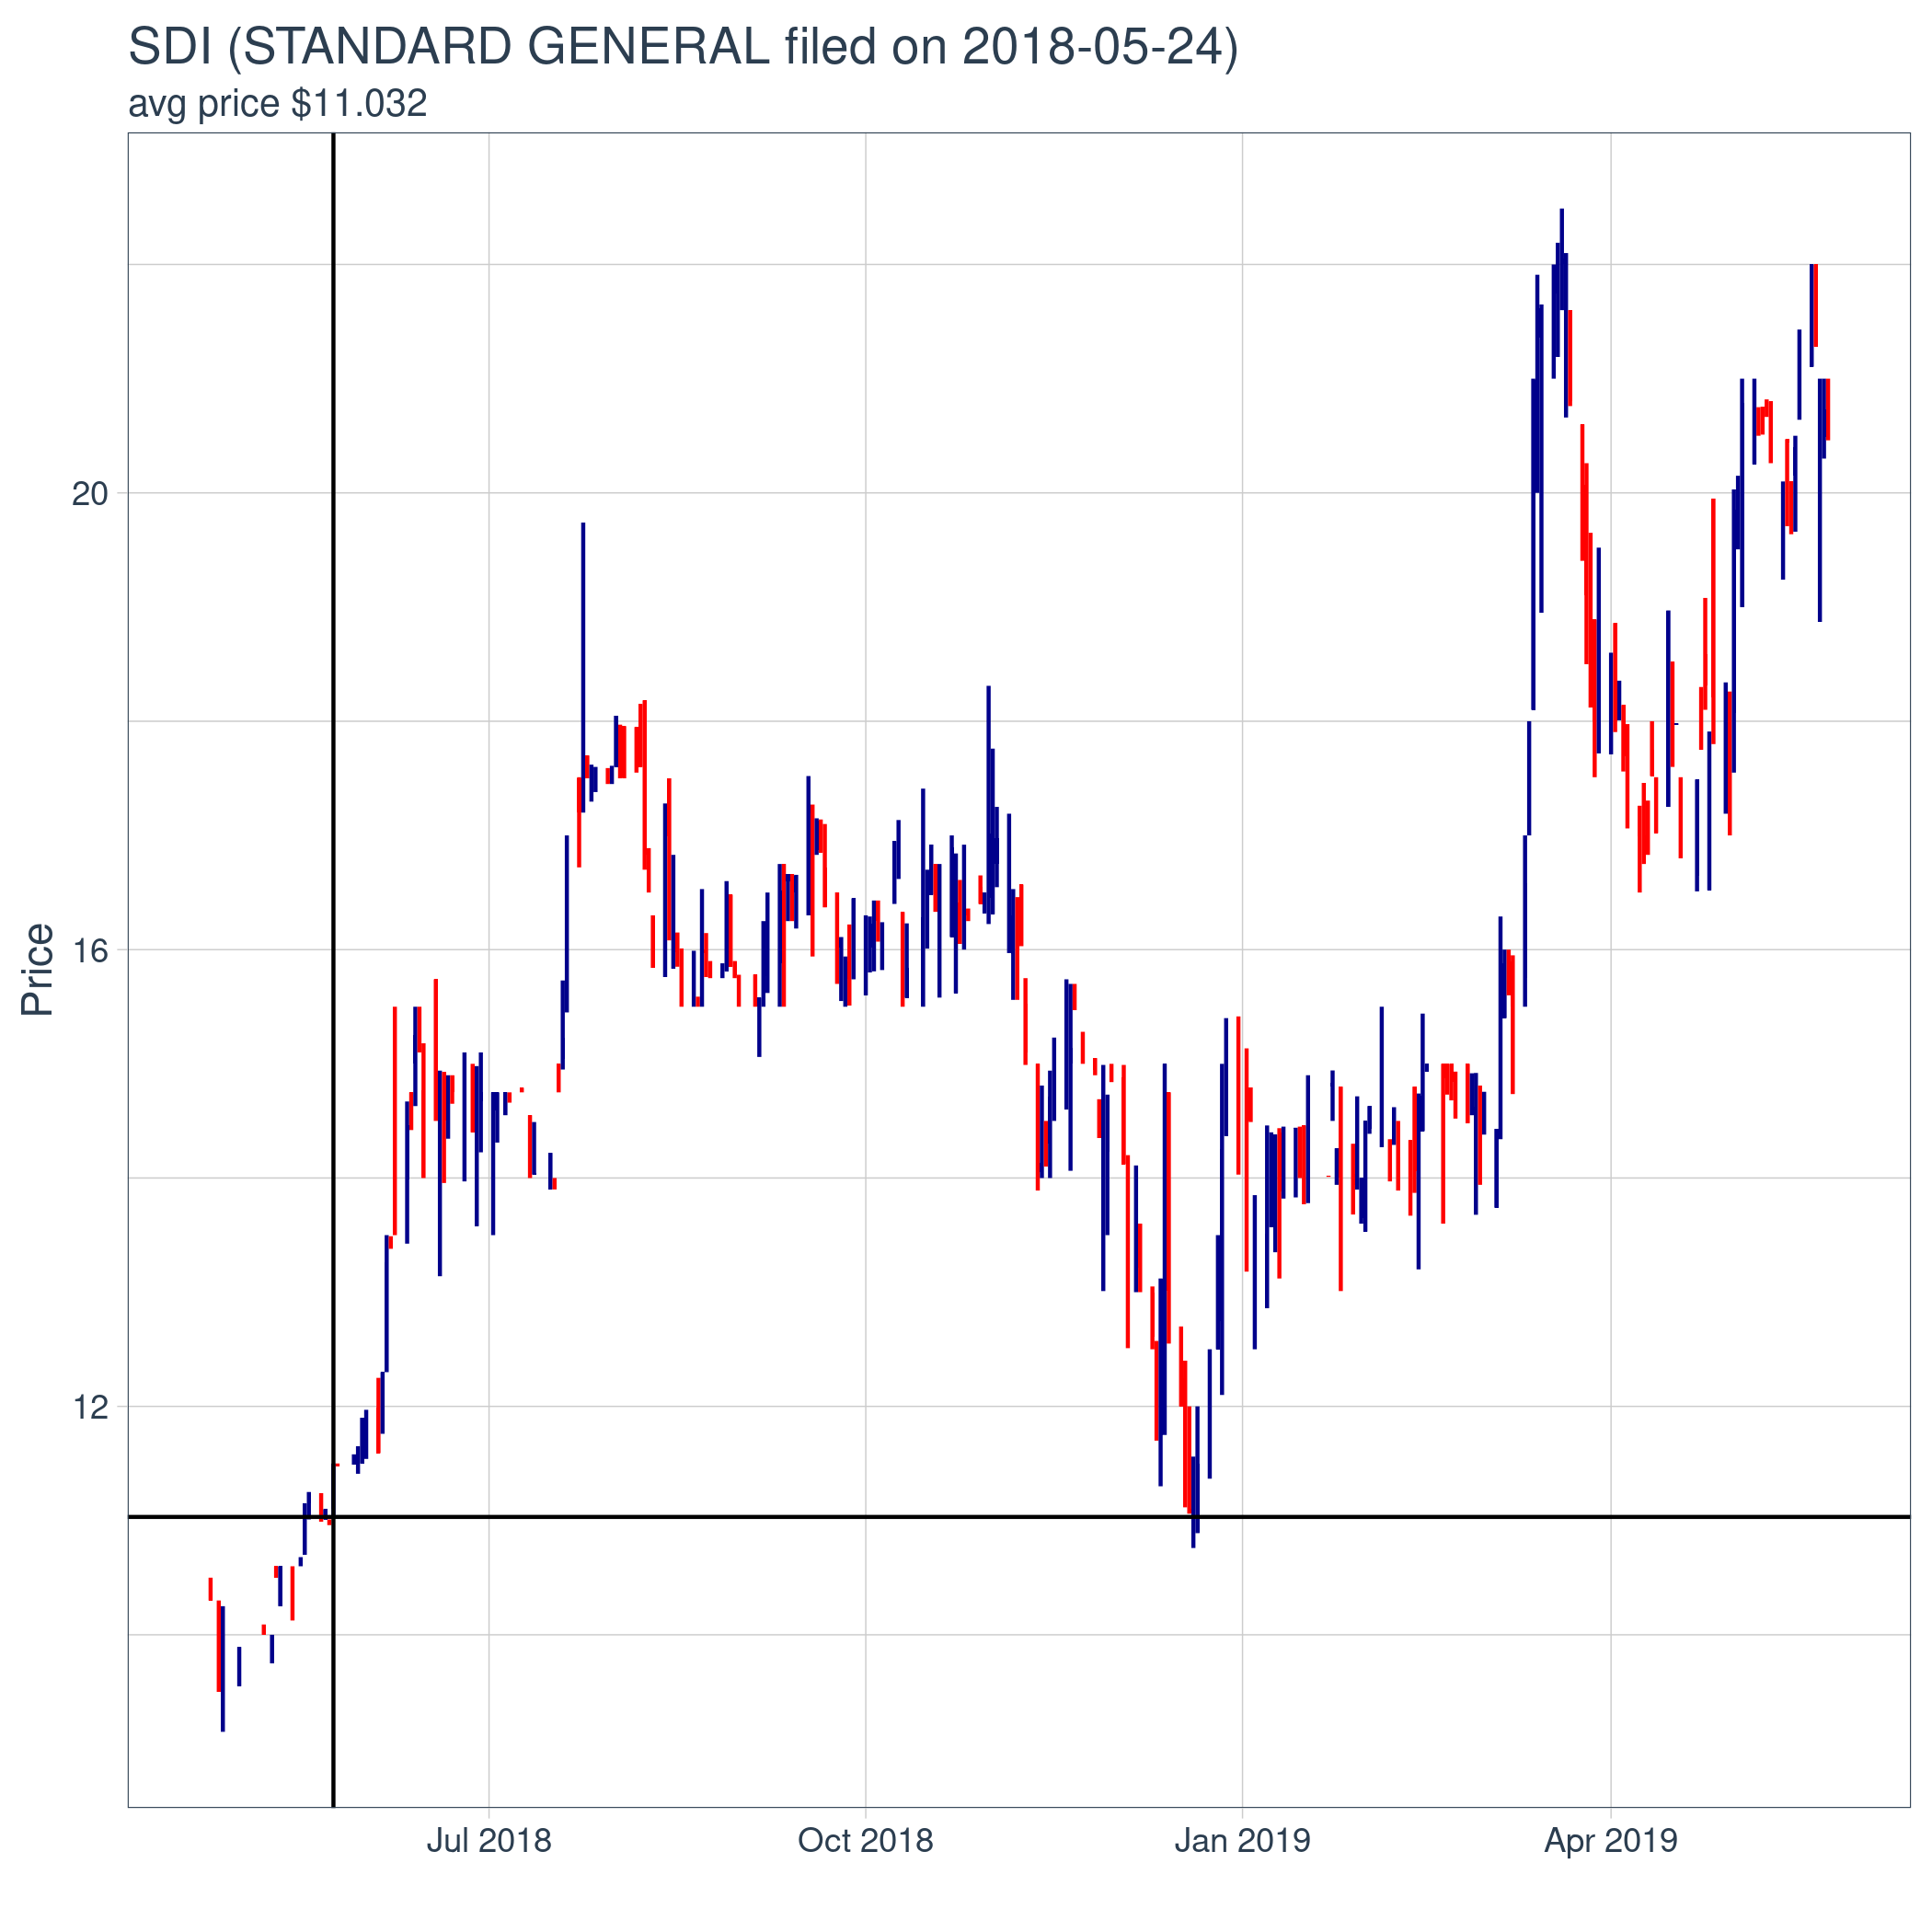 SDI (STANDARD GENERAL filed on 2018-05-24)
avg price $11.032
Price
20
16
12
Jul 2018
Oct 2018
Jan 2019
Apr 2019